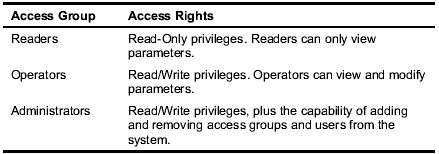 Access Group Access Rights
Readers Read-Only privileges. Readers can only view
parameters.
Operators Read/Write privileges. Operators can view and modify
parameters.
Administrators Read/Write privileges, plus the capability of adding
and removing access groups and users from the
system.